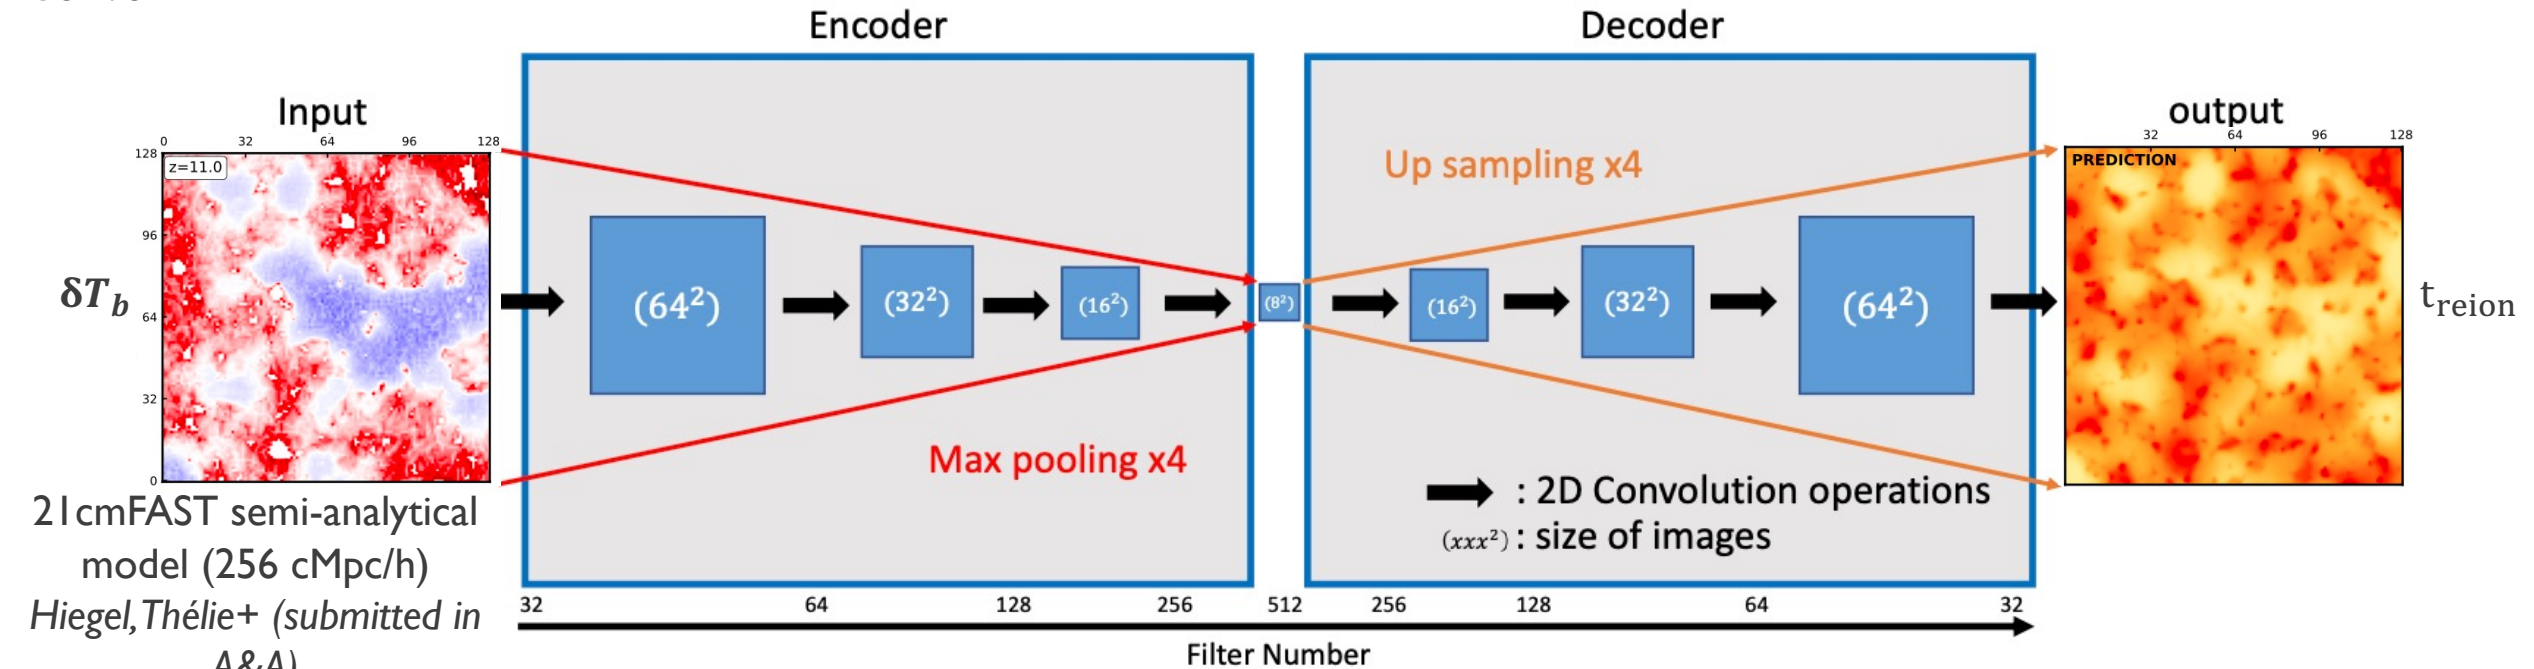 Encoder
Decoder
Input
output
0 32 64 96 128
32 64 96 128
128
96
64
32
0
z=11.0
PREDICTION
δT_b
t_reion
(64²)
(32²)
(16²)
(8²)
(16²)
(32²)
(64²)
Up sampling x4
Max pooling x4
: 2D Convolution operations
(xxx²) : size of images
21cmFAST semi-analytical
model (256 cMpc/h)
Hiegel, Thélie+ (submitted in
A&A)
32 64 128 256 512 256 128 64 32
Filter Number